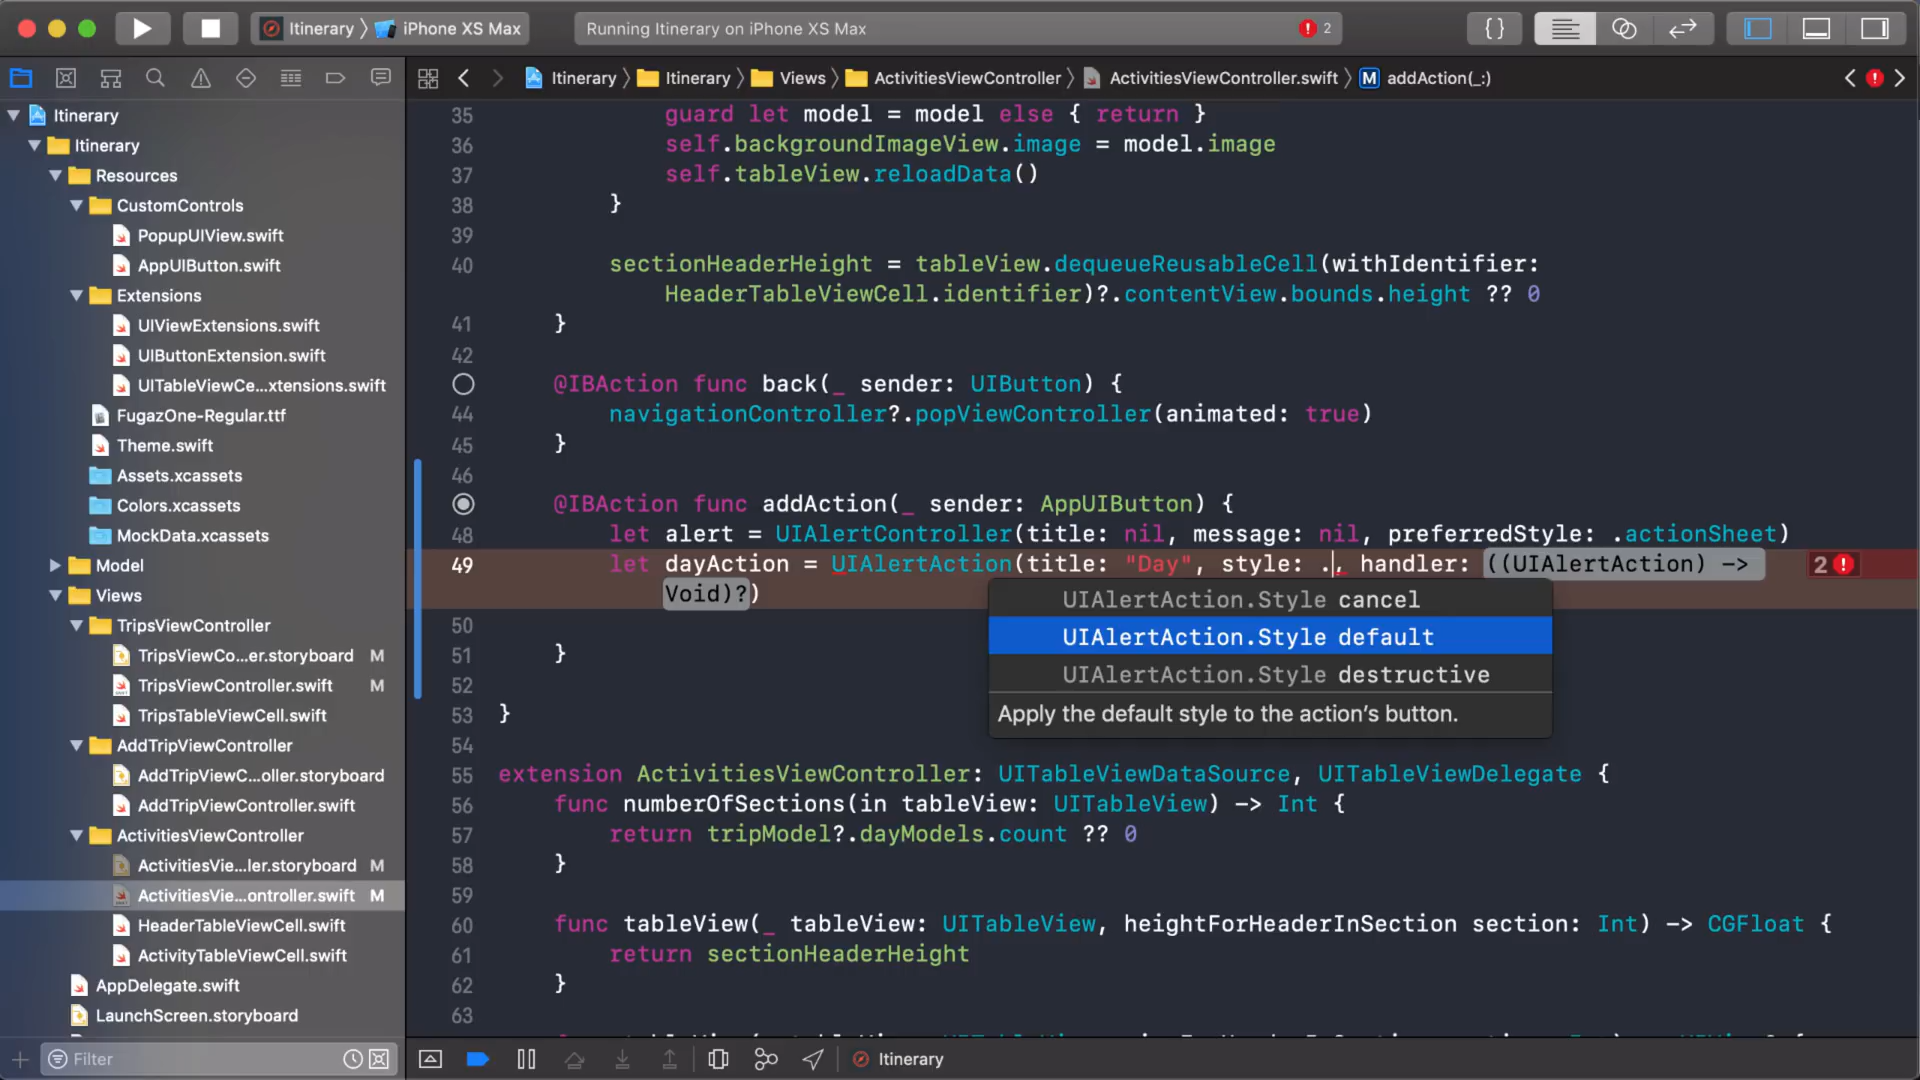 Itinerary 〉 iPhone XS Max
Running Itinerary on iPhone XS Max
2
{ }
Itinerary 〉 Itinerary 〉 Views 〉 ActivitiesViewController 〉 ActivitiesViewController.swift 〉 M addAction(_:)
Itinerary
Itinerary
Resources
CustomControls
PopupUIView.swift
AppUIButton.swift
Extensions
UIViewExtensions.swift
UIButtonExtension.swift
UITableViewCe...xtensions.swift
FugazOne-Regular.ttf
Theme.swift
Assets.xcassets
Colors.xcassets
MockData.xcassets
Model
Views
TripsViewController
TripsViewCo...er.storyboard M
TripsViewController.swift M
TripsTableViewCell.swift
AddTripViewController
AddTripViewC...oller.storyboard
AddTripViewController.swift
ActivitiesViewController
ActivitiesVie...ler.storyboard M
ActivitiesVie...ontroller.swift M
HeaderTableViewCell.swift
ActivityTableViewCell.swift
AppDelegate.swift
LaunchScreen.storyboard
Filter
35 guard let model = model else { return }
36 self.backgroundImageView.image = model.image
37 self.tableView.reloadData()
38 }
39
40 sectionHeaderHeight = tableView.dequeueReusableCell(withIdentifier:
HeaderTableViewCell.identifier)?.contentView.bounds.height ?? 0
41 }
42
@IBAction func back(_ sender: UIButton) {
44 navigationController?.popViewController(animated: true)
45 }
46
@IBAction func addAction(_ sender: AppUIButton) {
48 let alert = UIAlertController(title: nil, message: nil, preferredStyle: .actionSheet)
49 let dayAction = UIAlertAction(title: "Day", style: ., handler: ((UIAlertAction) -> 2
Void)?)
UIAlertAction.Style cancel
50
UIAlertAction.Style default
51 }
UIAlertAction.Style destructive
52
53 }
Apply the default style to the action's button.
54
55 extension ActivitiesViewController: UITableViewDataSource, UITableViewDelegate {
56 func numberOfSections(in tableView: UITableView) -> Int {
57 return tripModel?.dayModels.count ?? 0
58 }
59
60 func tableView(_ tableView: UITableView, heightForHeaderInSection section: Int) -> CGFloat {
61 return sectionHeaderHeight
62 }
63
Itinerary